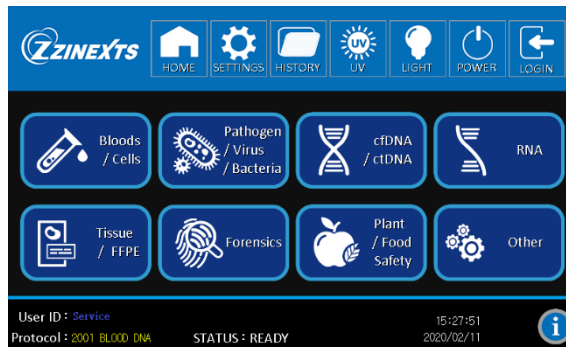 ZINEXTS
HOME
SETTINGS
HISTORY
UV
UV
LIGHT
POWER
LOGIN
Bloods
/ Cells
Pathogen
/ Virus
/ Bacteria
cfDNA
/ ctDNA
RNA
Tissue
/ FFPE
Forensics
Plant
/ Food
Safety
Other
User ID : Service
15:27:51
Protocol : 2001 BLOOD DNA
STATUS : READY
2020/02/11
i